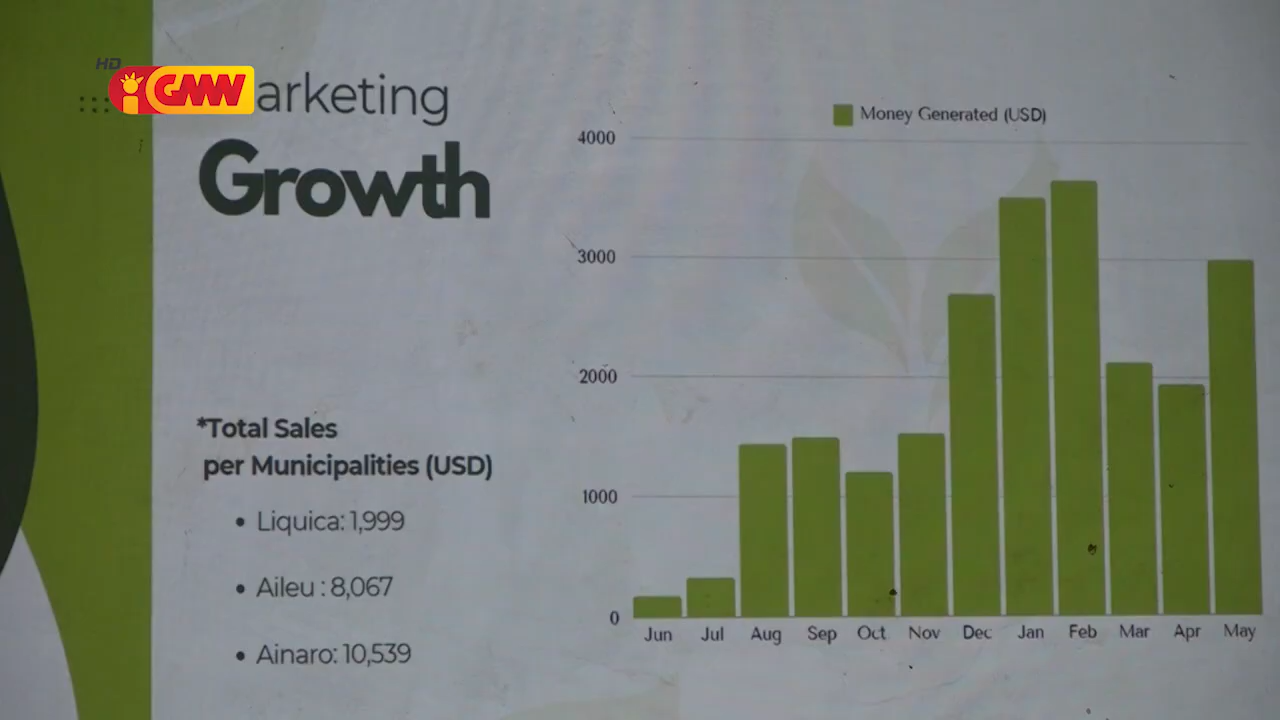 HD
GMW
arketing
Growth
*Total Sales
per Municipalities (USD)
• Liquica: 1,999
• Aileu : 8,067
• Ainaro: 10,539
Money Generated (USD)
4000
3000
2000
1000
0
Jun Jul Aug Sep Oct Nov Dec Jan Feb Mar Apr May